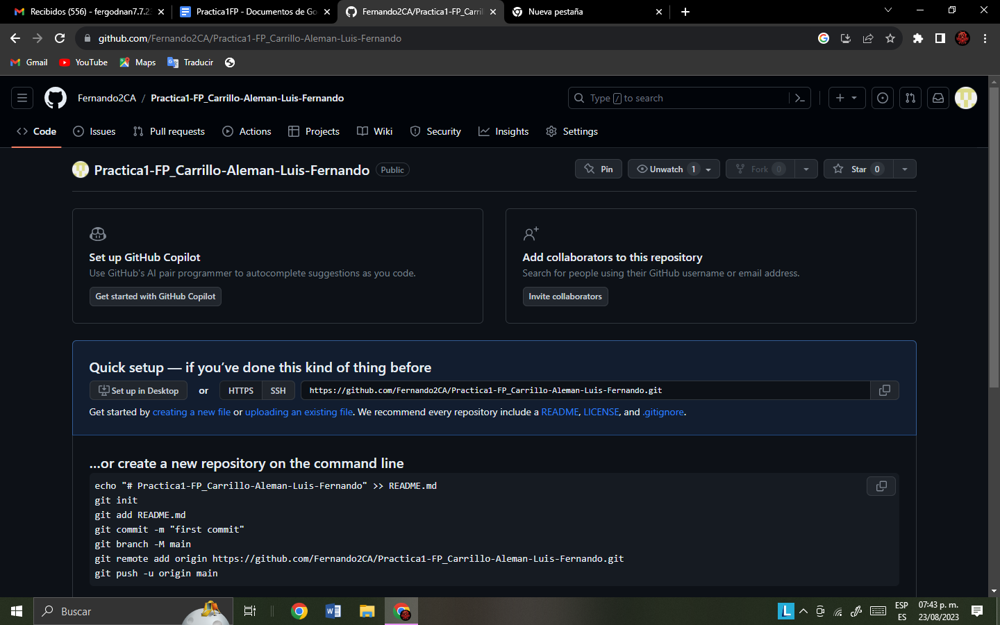 Recibidos (556) - fergodnan7.7.23
Practica1FP - Documentos de Go
Fernando2CA/Practica1-FP_Carril
Nueva pestaña
github.com/Fernando2CA/Practica1-FP_Carrillo-Aleman-Luis-Fernando
Gmail YouTube Maps Traducir
Fernando2CA / Practica1-FP_Carrillo-Aleman-Luis-Fernando
Type / to search
Code Issues Pull requests Actions Projects Wiki Security Insights Settings
Practica1-FP_Carrillo-Aleman-Luis-Fernando Public
Pin Unwatch 1 Fork 0 Star 0
Set up GitHub Copilot
Use GitHub's AI pair programmer to autocomplete suggestions as you code.
Get started with GitHub Copilot
Add collaborators to this repository
Search for people using their GitHub username or email address.
Invite collaborators
Quick setup — if you’ve done this kind of thing before
Set up in Desktop or HTTPS SSH https://github.com/Fernando2CA/Practica1-FP_Carrillo-Aleman-Luis-Fernando.git
Get started by creating a new file or uploading an existing file. We recommend every repository include a README, LICENSE, and .gitignore.
…or create a new repository on the command line
echo "# Practica1-FP_Carrillo-Aleman-Luis-Fernando" >> README.md
git init
git add README.md
git commit -m "first commit"
git branch -M main
git remote add origin https://github.com/Fernando2CA/Practica1-FP_Carrillo-Aleman-Luis-Fernando.git
git push -u origin main
Buscar
W
L
ESP
ES
07:43 p. m.
23/08/2023